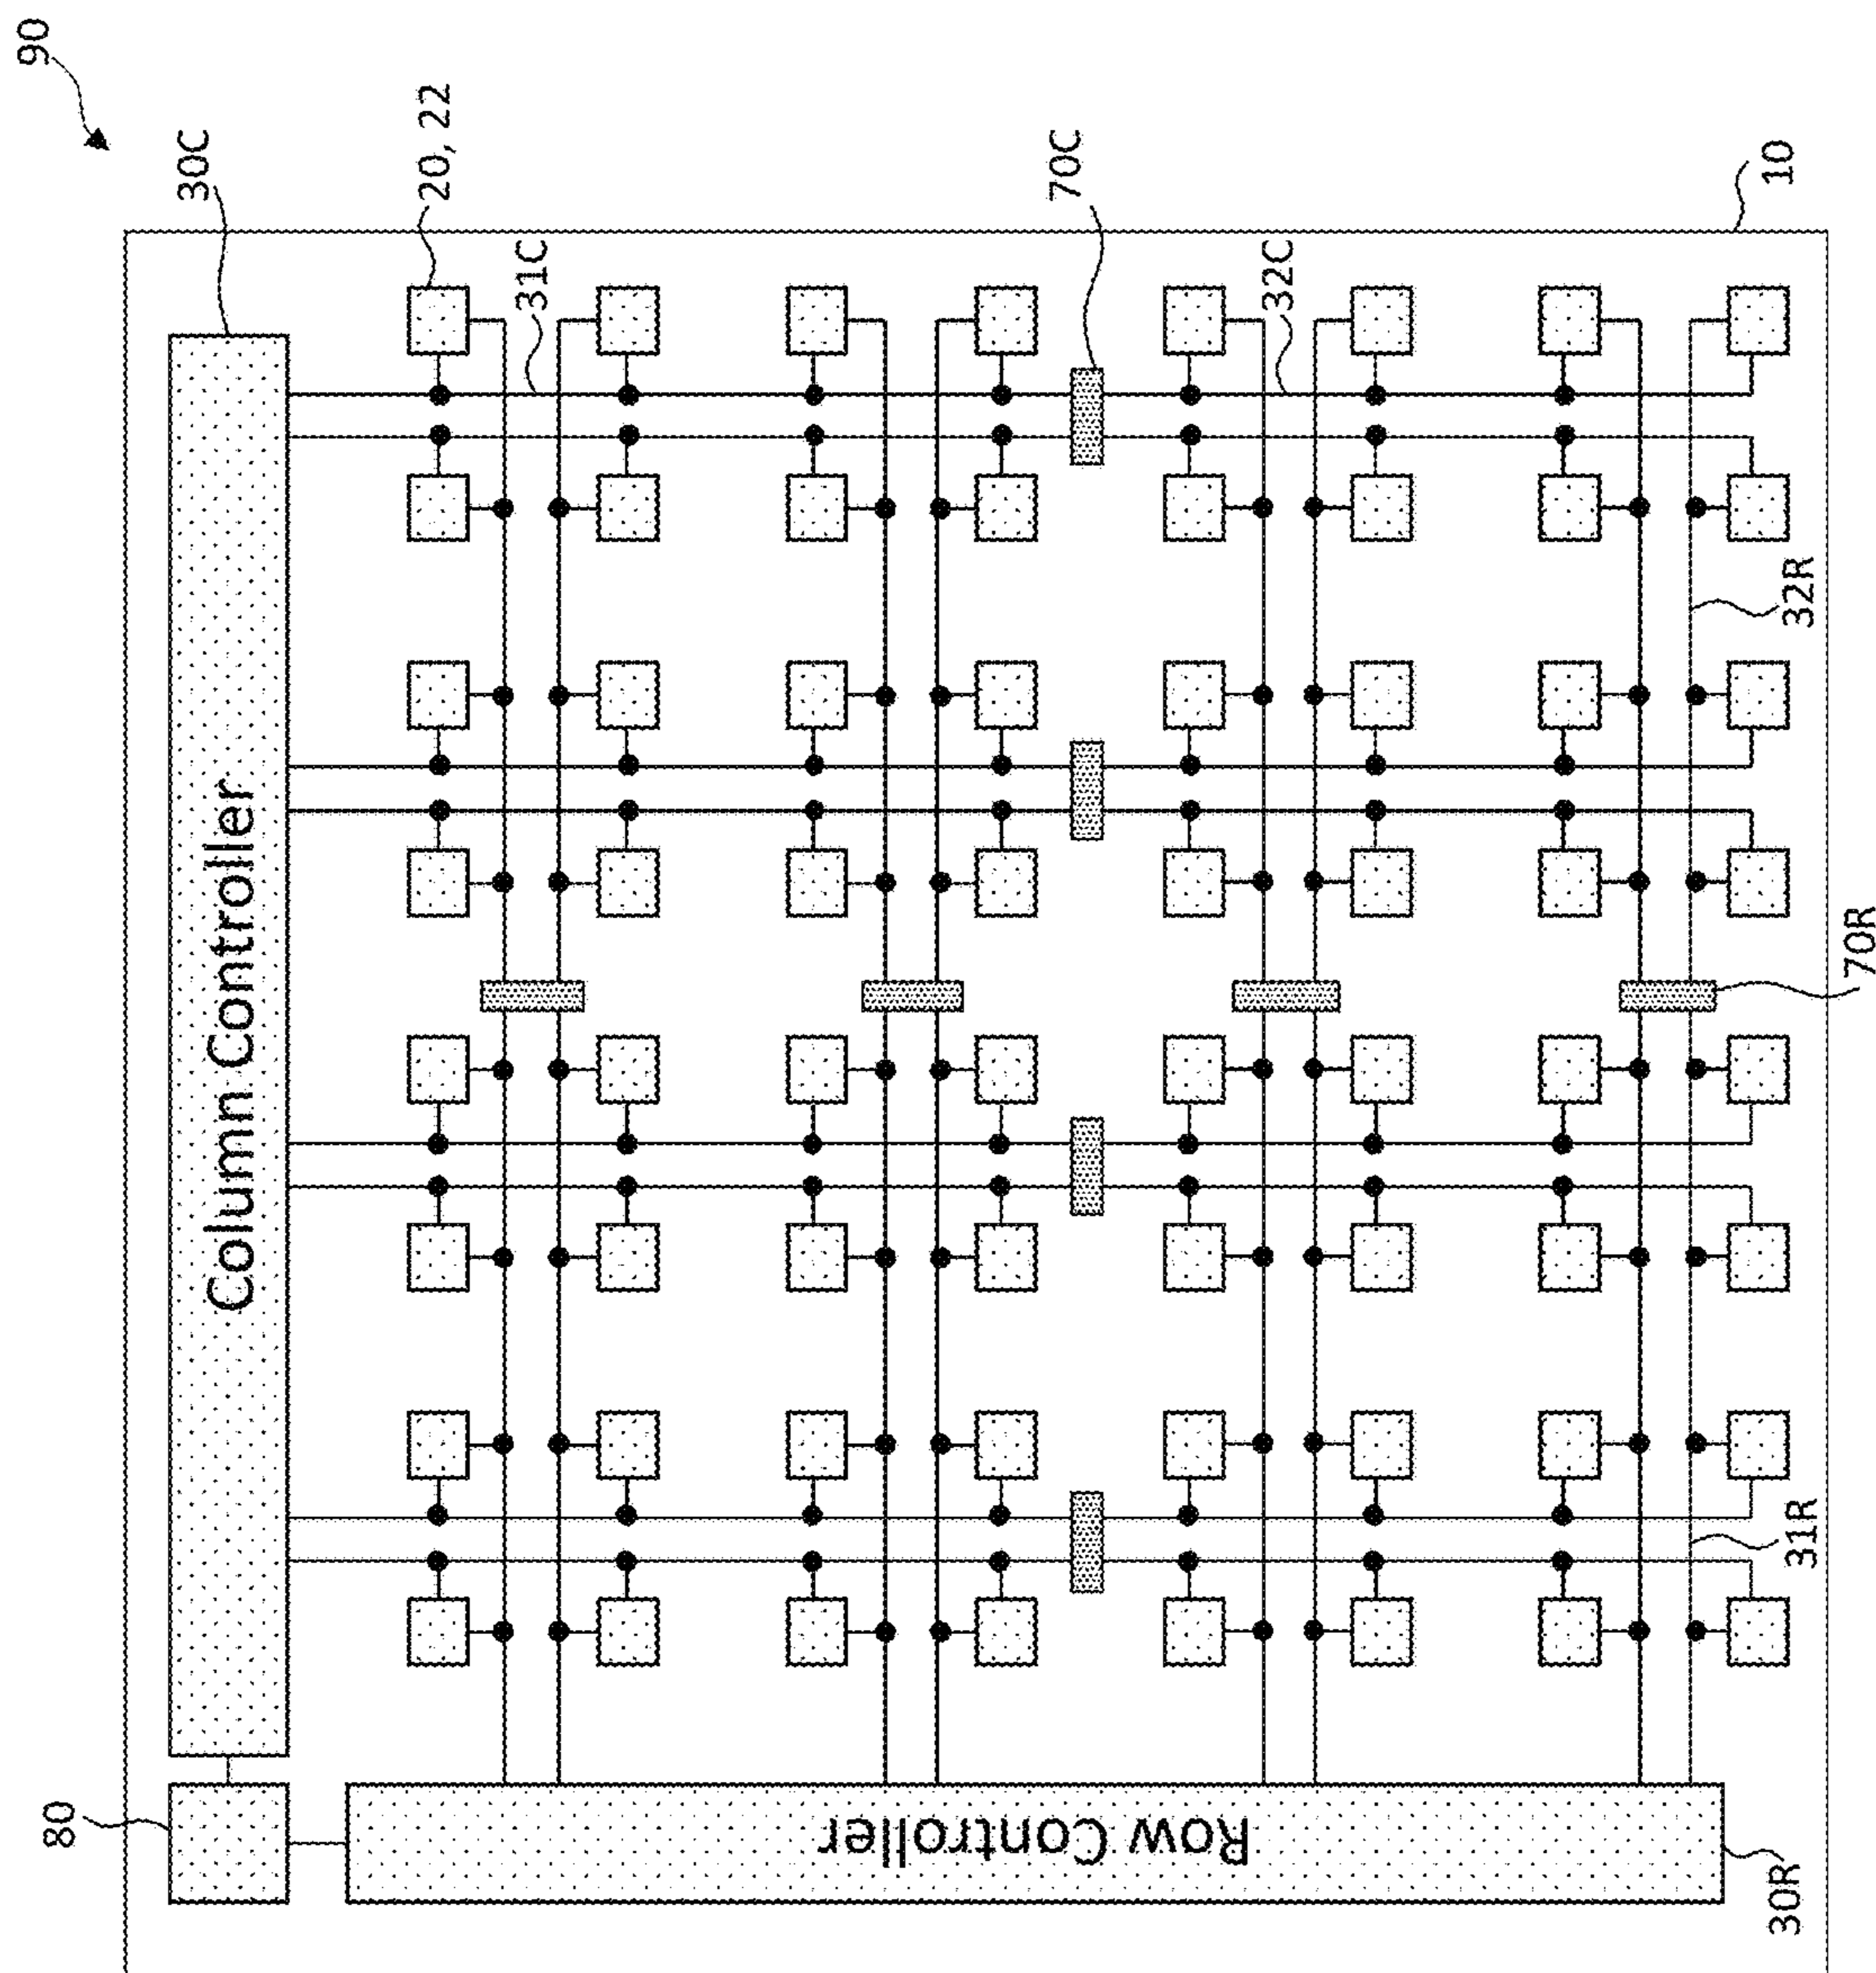 90
30C
20, 22
31C
70C
32C
10
Column Controller
32R
70R
31R
80
Row Controller
30R